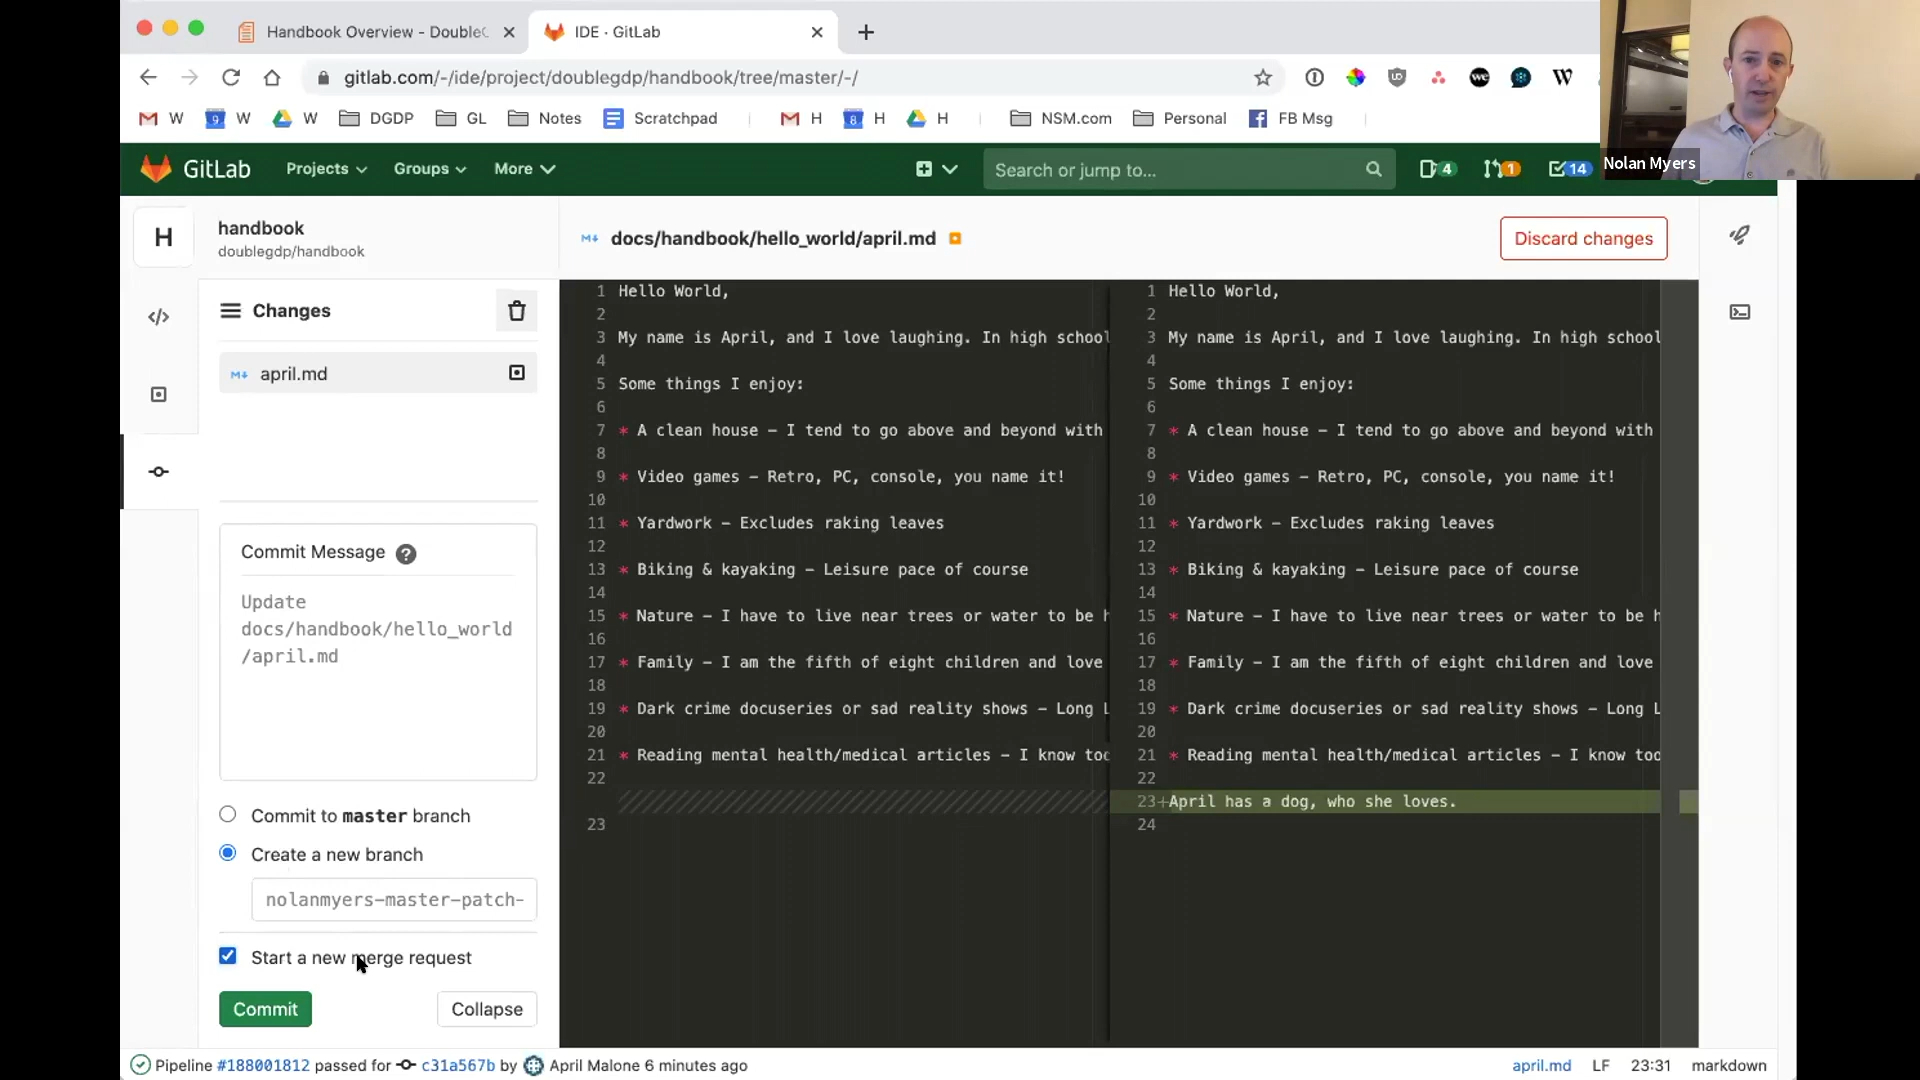 Handbook Overview - Double
IDE · GitLab
gitlab.com/-/ide/project/doublegdp/handbook/tree/master/-/
W
W
W
DGDP
GL
Notes
Scratchpad
H
H
H
NSM.com
Personal
FB Msg
Nolan Myers
GitLab
Projects
Groups
More
Search or jump to...
4
1
14
H
handbook
doublegdp/handbook
docs/handbook/hello_world/april.md
Discard changes
Changes
april.md
Commit Message ?
Update
docs/handbook/hello_world
/april.md
Commit to master branch
Create a new branch
nolanmyers-master-patch-
Start a new merge request
Commit
Collapse
1 Hello World,
2
3 My name is April, and I love laughing. In high school
4
5 Some things I enjoy:
6
7 * A clean house - I tend to go above and beyond with
8
9 * Video games - Retro, PC, console, you name it!
10
11 * Yardwork - Excludes raking leaves
12
13 * Biking & kayaking - Leisure pace of course
14
15 * Nature - I have to live near trees or water to be h
16
17 * Family - I am the fifth of eight children and love
18
19 * Dark crime docuseries or sad reality shows - Long L
20
21 * Reading mental health/medical articles - I know too
22
23
1 Hello World,
2
3 My name is April, and I love laughing. In high school
4
5 Some things I enjoy:
6
7 * A clean house - I tend to go above and beyond with
8
9 * Video games - Retro, PC, console, you name it!
10
11 * Yardwork - Excludes raking leaves
12
13 * Biking & kayaking - Leisure pace of course
14
15 * Nature - I have to live near trees or water to be h
16
17 * Family - I am the fifth of eight children and love
18
19 * Dark crime docuseries or sad reality shows - Long L
20
21 * Reading mental health/medical articles - I know too
22
23+April has a dog, who she loves.
24
Pipeline #188001812 passed for c31a567b by April Malone 6 minutes ago
april.md LF 23:31 markdown